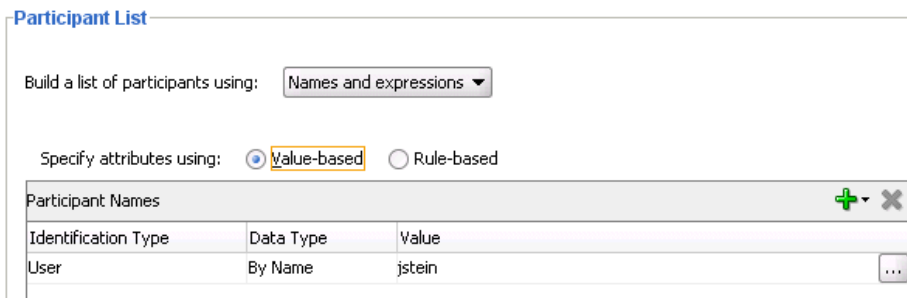 Participant List
Build a list of participants using: Names and expressions
Specify attributes using: Value-based Rule-based
Participant Names
Identification Type Data Type Value
User By Name jstein ...